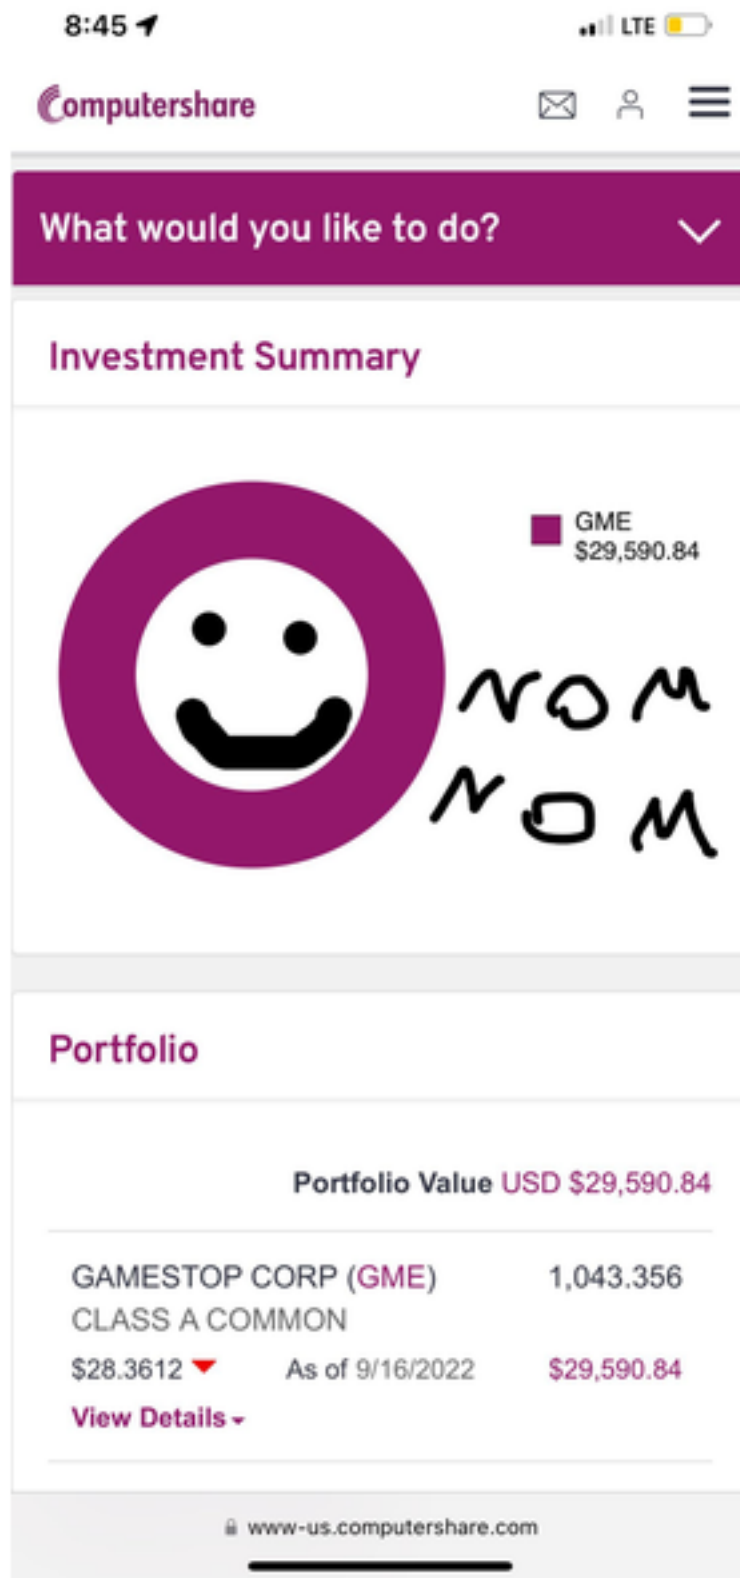 8:45
LTE
Computershare
What would you like to do?
Investment Summary
GME
$29,590.84
NOM
NOM
Portfolio
Portfolio Value USD $29,590.84
GAMESTOP CORP (GME) 1,043.356
CLASS A COMMON
$28.3612 As of 9/16/2022 $29,590.84
View Details
www-us.computershare.com